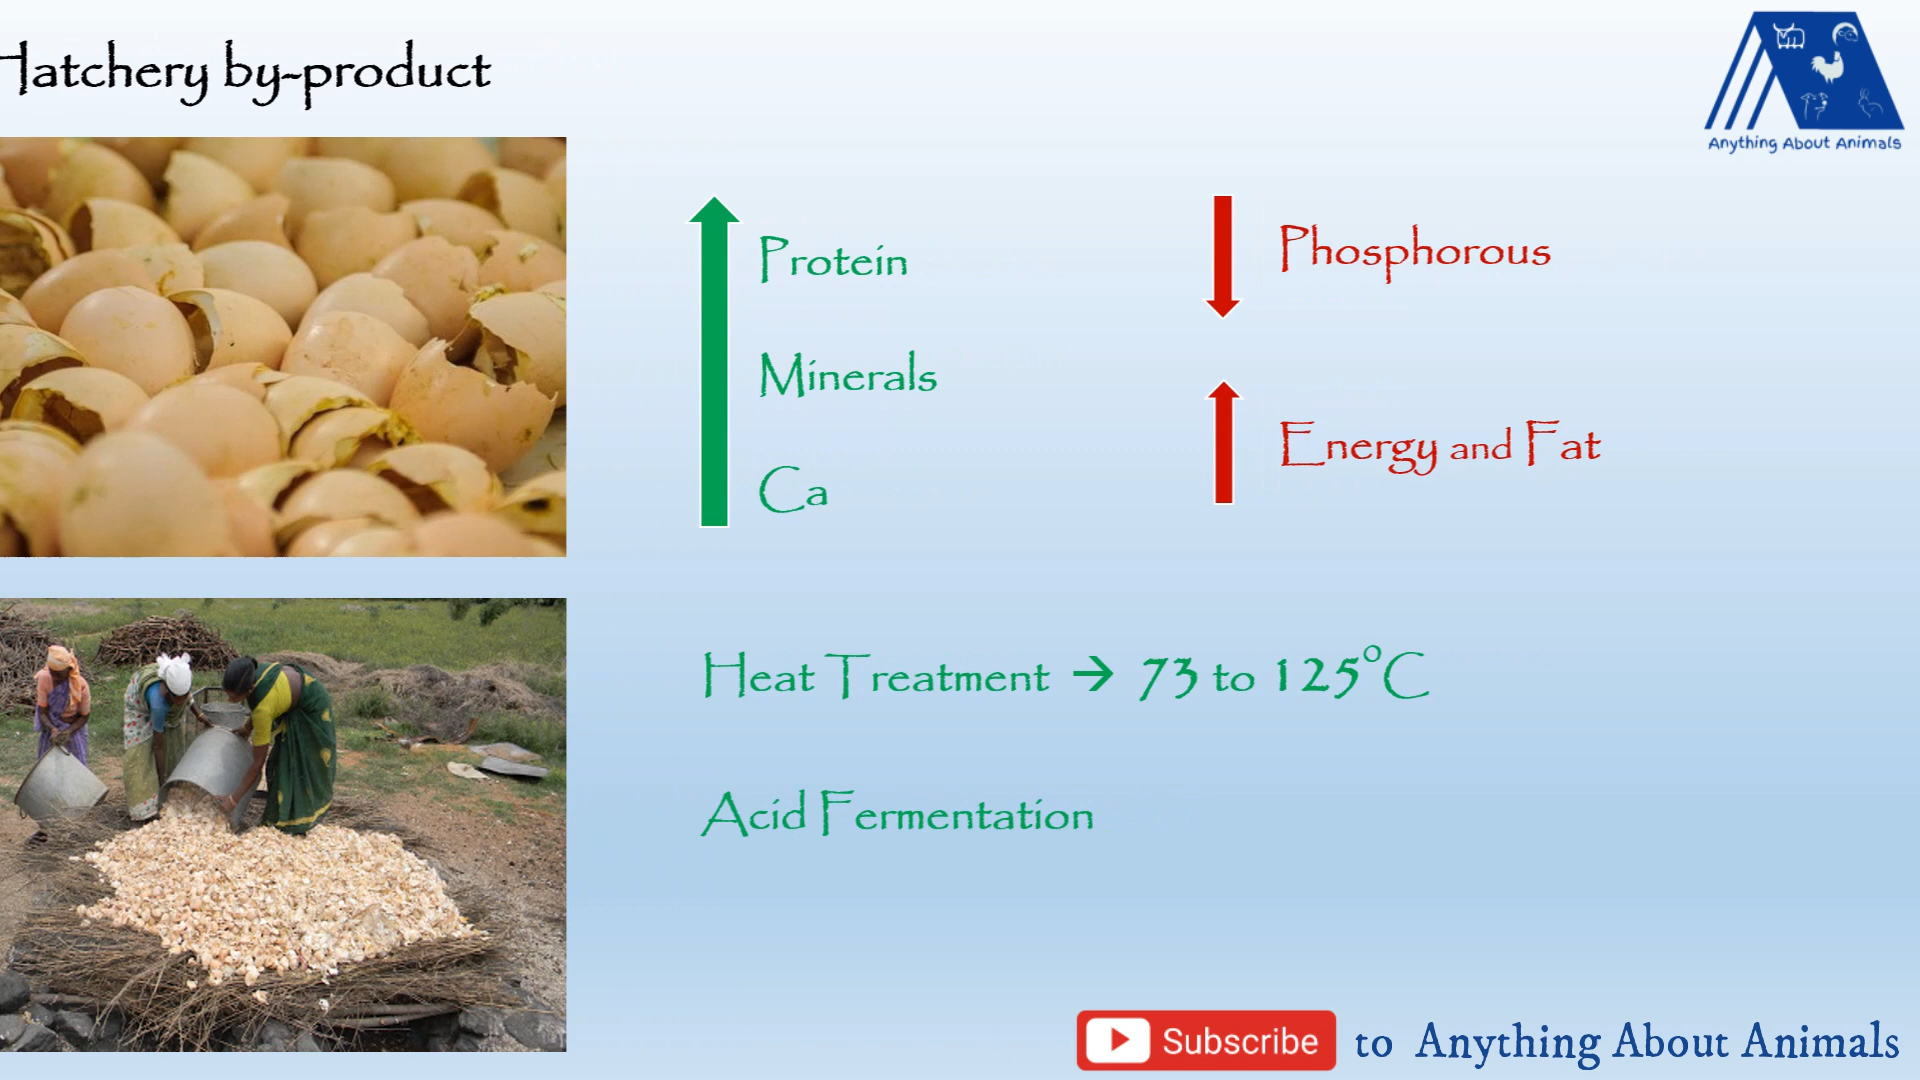 Hatchery by-product
Anything About Animals
Protein
Minerals
Ca
Phosphorous
Energy and Fat
Heat Treatment → 73 to 125°C
Acid Fermentation
Subscribe to Anything About Animals